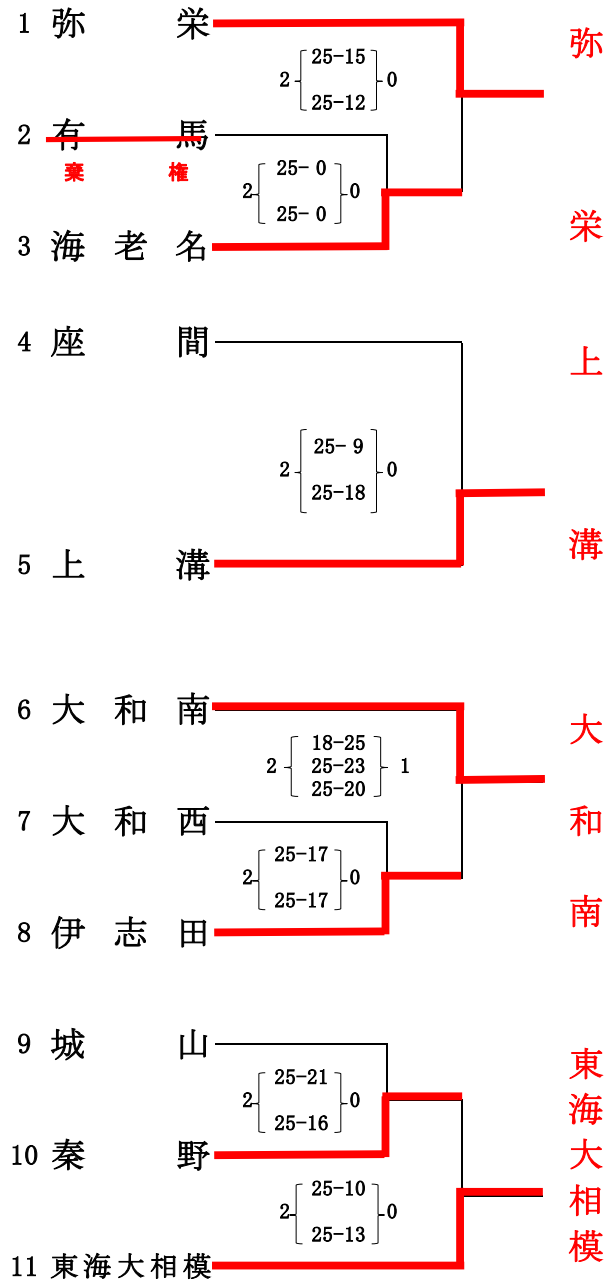 1 弥 栄
2 25-15 0
25-12
弥栄
2 有 馬
棄 権
2 25- 0 0
25- 0
3 海 老 名
4 座 間
上溝
2 25- 9 0
25-18
5 上 溝
6 大 和 南
大和南
18-25
2 25-23 1
25-20
7 大 和 西
2 25-17 0
25-17
8 伊 志 田
9 城 山
東海大相模
2 25-21 0
25-16
10 秦 野
2 25-10 0
25-13
11 東海大相模